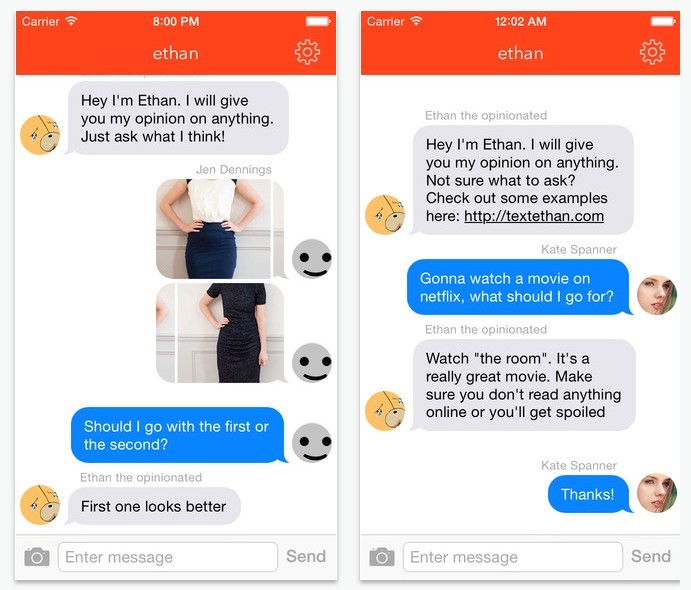 Carrier 8:00 PM
ethan
Hey I'm Ethan. I will give
you my opinion on anything.
Just ask what I think!
Jen Dennings
Should I go with the first or
the second?
Ethan the opinionated
First one looks better
Enter message Send
Carrier 12:02 AM
ethan
Ethan the opinionated
Hey I'm Ethan. I will give
you my opinion on anything.
Not sure what to ask?
Check out some examples
here: http://textethan.com
Kate Spanner
Gonna watch a movie on
netflix, what should I go for?
Ethan the opinionated
Watch "the room". It's a
really great movie. Make
sure you don't read anything
online or you'll get spoiled
Kate Spanner
Thanks!
Enter message Send